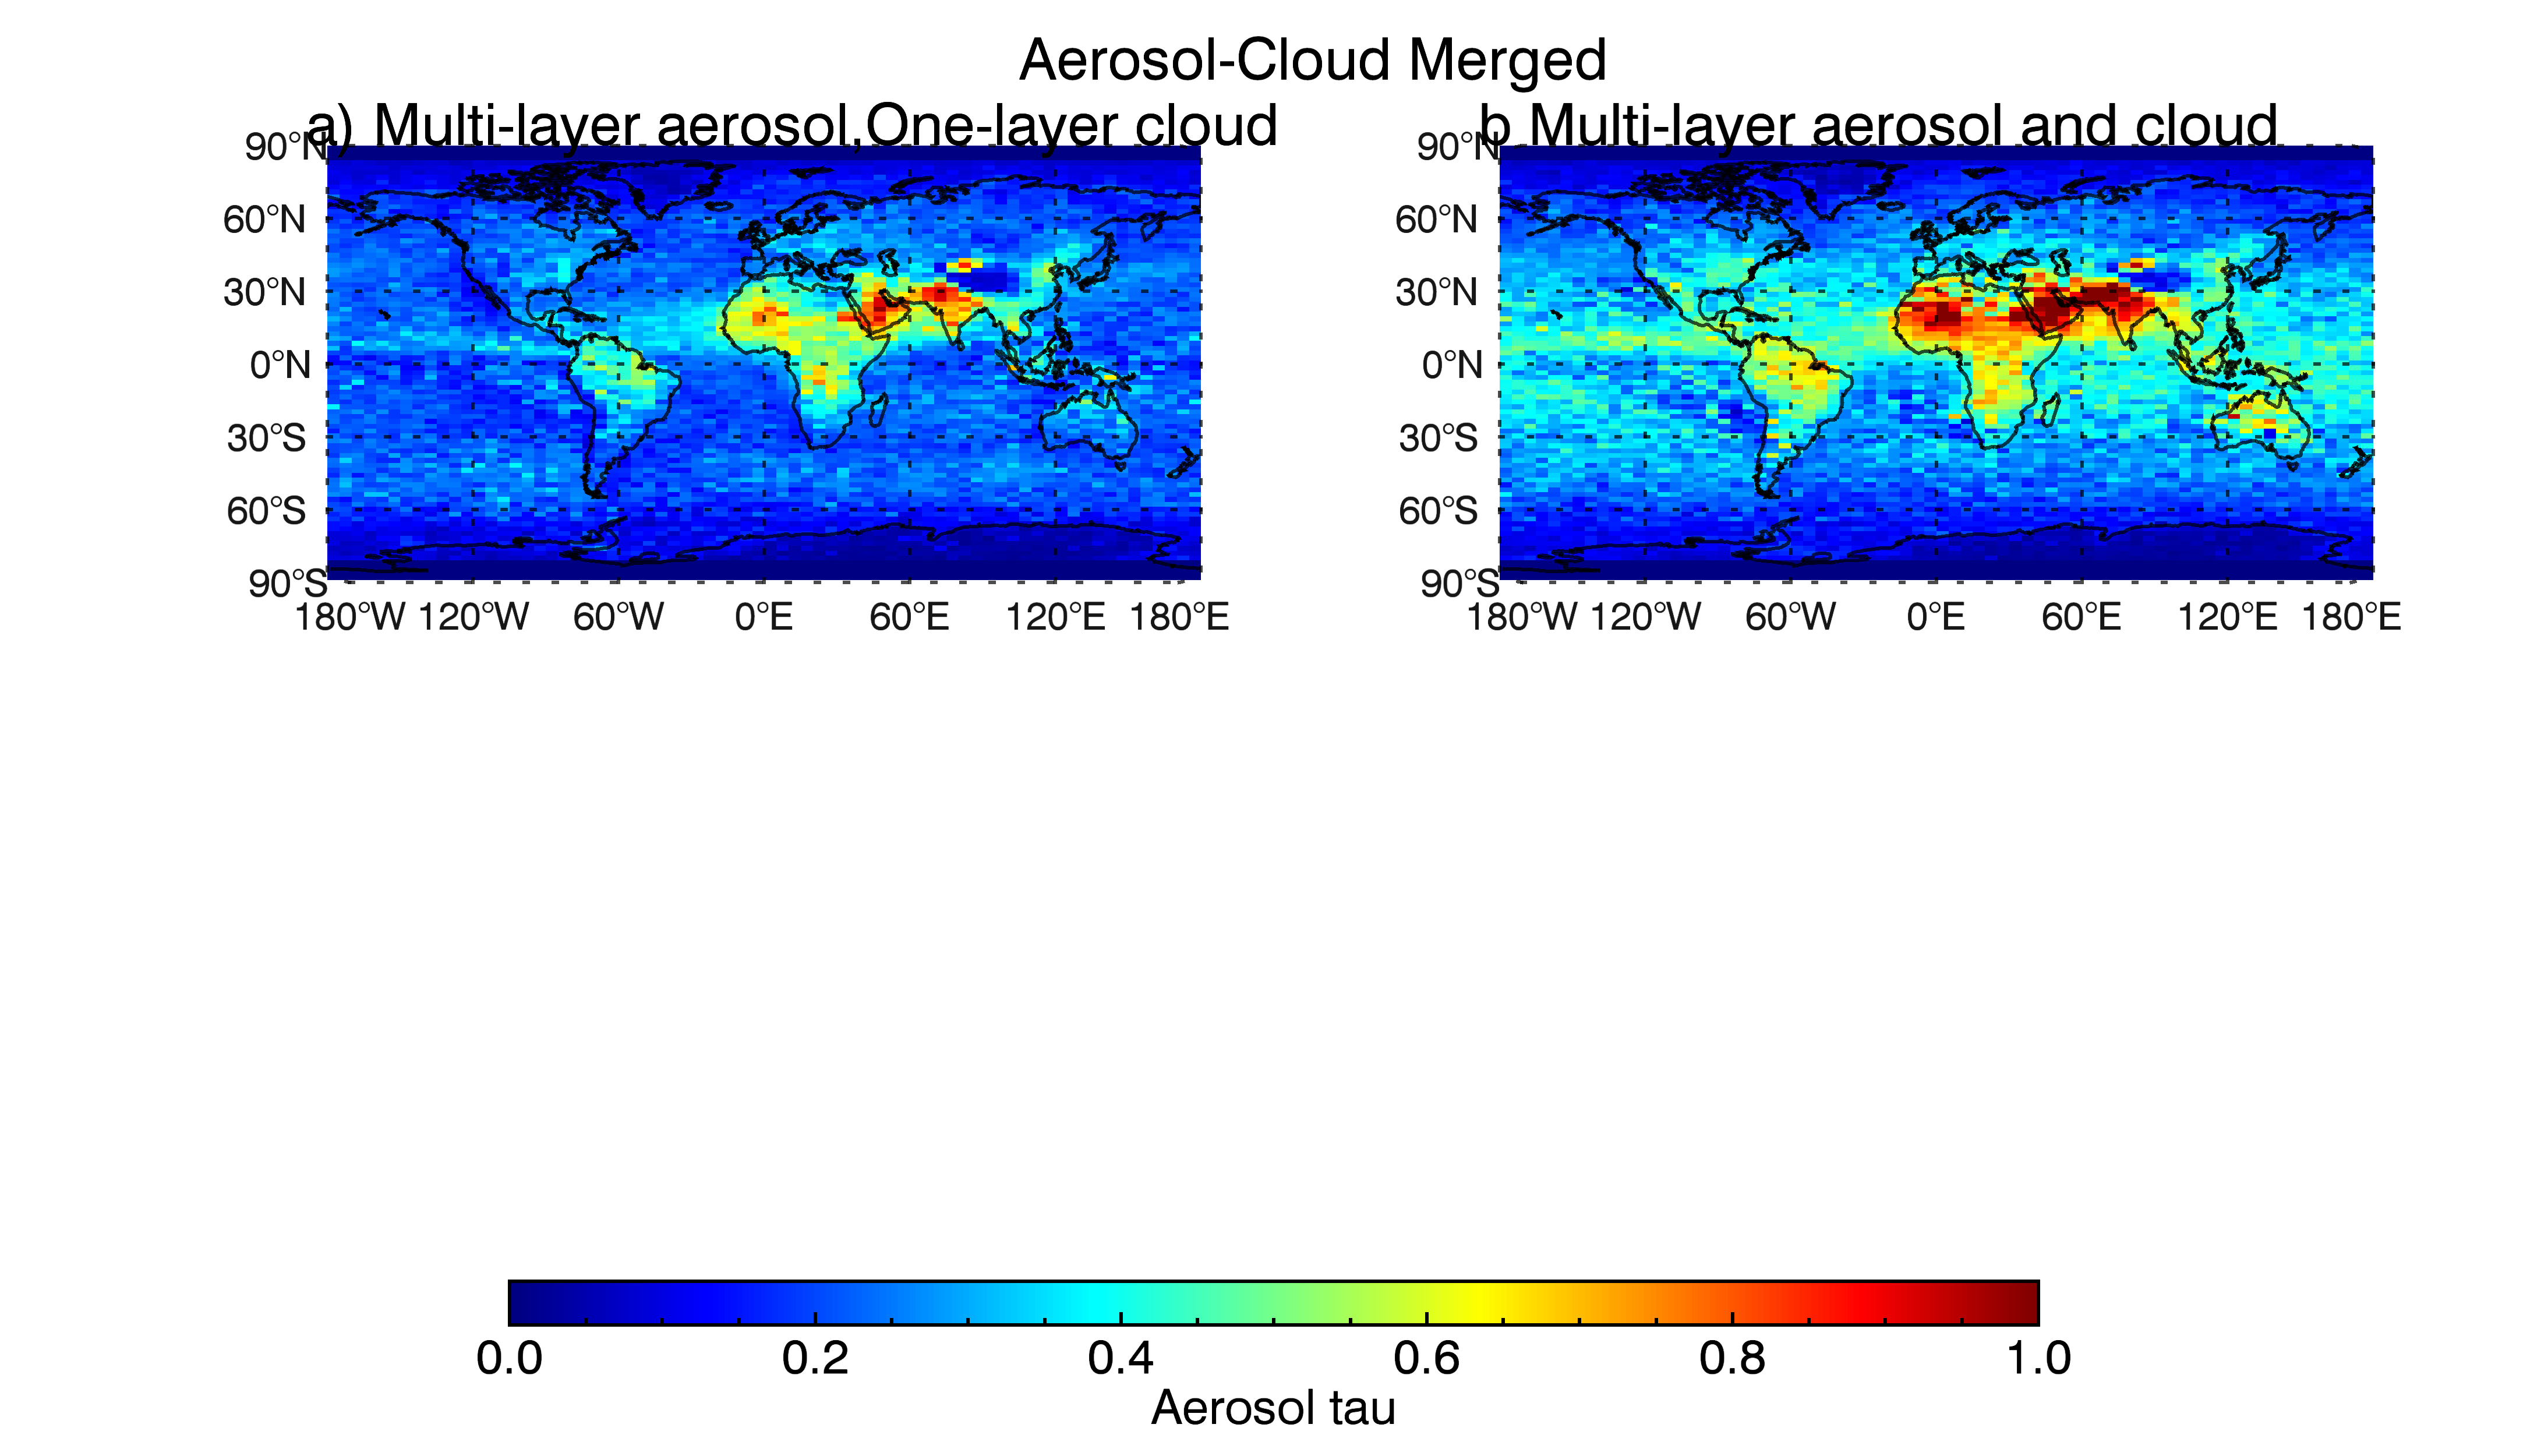 Aerosol-Cloud Merged
a) Multi-layer aerosol,One-layer cloud
90°N
60°N
30°N
0°N
30°S
60°S
90°S
180°W 120°W 60°W 0°E 60°E 120°E 180°E
b Multi-layer aerosol and cloud
90°N
60°N
30°N
0°N
30°S
60°S
90°S
180°W 120°W 60°W 0°E 60°E 120°E 180°E
0.0 0.2 0.4 0.6 0.8 1.0
Aerosol tau